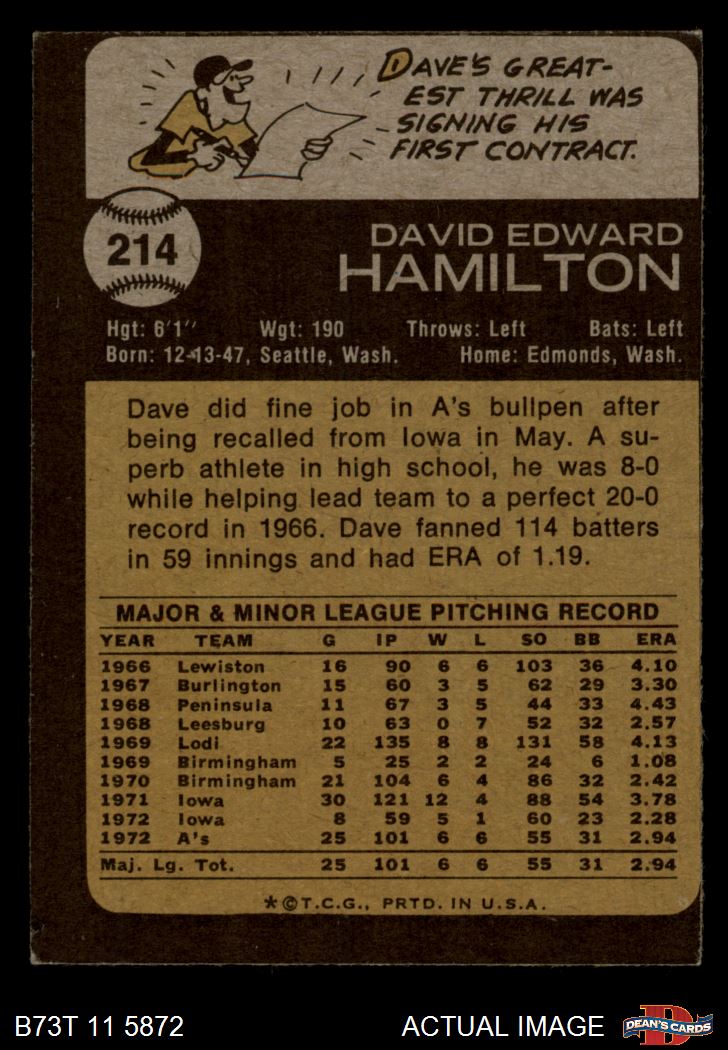 DAVE'S GREAT-
EST THRILL WAS
SIGNING HIS
FIRST CONTRACT.
214
DAVID EDWARD
HAMILTON
Hgt: 6'1" Wgt: 190 Throws: Left Bats: Left
Born: 12-13-47, Seattle, Wash. Home: Edmonds, Wash.
Dave did fine job in A's bullpen after
being recalled from Iowa in May. A su-
perb athlete in high school, he was 8-0
while helping lead team to a perfect 20-0
record in 1966. Dave fanned 114 batters
in 59 innings and had ERA of 1.19.
MAJOR & MINOR LEAGUE PITCHING RECORD
YEAR TEAM G IP W L SO BB ERA
1966 Lewiston 16 90 6 6 103 36 4.10
1967 Burlington 15 60 3 5 62 29 3.30
1968 Peninsula 11 67 3 5 44 33 4.43
1968 Leesburg 10 63 0 7 52 32 2.57
1969 Lodi 22 135 8 8 131 58 4.13
1969 Birmingham 5 25 2 2 24 6 1.08
1970 Birmingham 21 104 6 4 86 32 2.42
1971 Iowa 30 121 12 4 88 54 3.78
1972 Iowa 8 59 5 1 60 23 2.28
1972 A's 25 101 6 6 55 31 2.94
Maj. Lg. Tot. 25 101 6 6 55 31 2.94
*©T.C.G., PRTD. IN U.S.A.
B73T 11 5872 ACTUAL IMAGE D DEAN'S CARDS